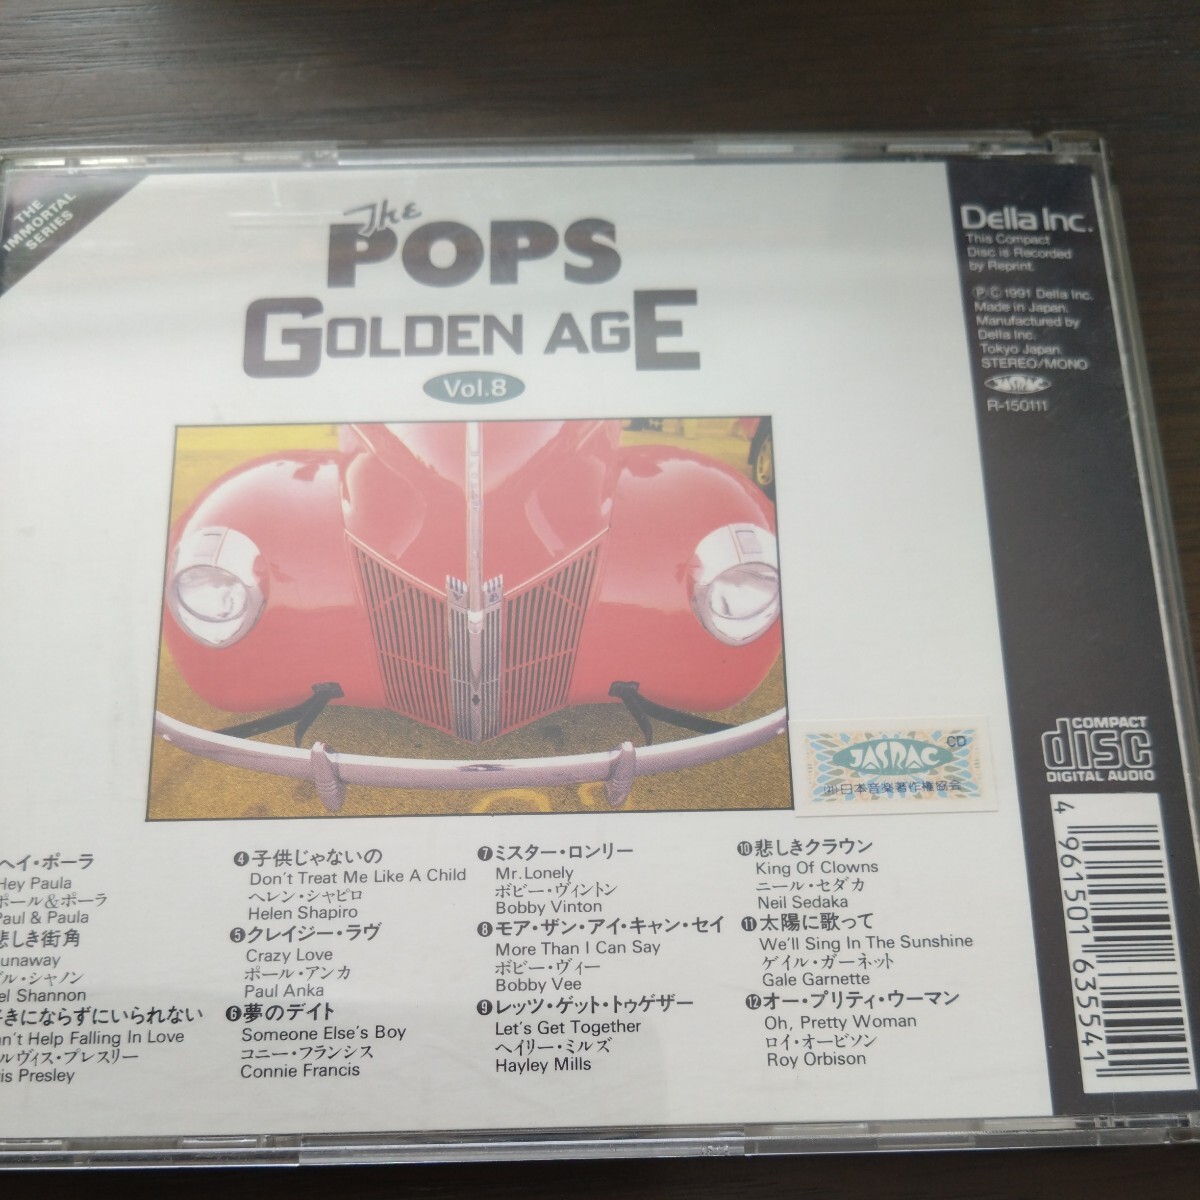 THE
IMMORTAL
SERIES
The
POPS
GOLDEN AGE
Vol.8
Della Inc.
This Compact
Disc is Recorded
by Reprint.
ⓅⒸ1991 Della Inc.
Made in Japan.
Manufactured by
Della Inc.
Tokyo Japan
STEREO/MONO
JASRAC
R-150111
JASRAC
CD
㈳日本音楽著作権協会
COMPACT
disc
DIGITAL AUDIO
4 961501 635541
ヘイ・ポーラ
Hey Paula
ポール&ポーラ
Paul & Paula
悲しき街角
unaway
ル・シャノン
el Shannon
きにならずにいられない
n't Help Falling In Love
ルヴィス・プレスリー
is Presley
❹子供じゃないの
Don't Treat Me Like A Child
ヘレン・シャピロ
Helen Shapiro
❺クレイジー・ラヴ
Crazy Love
ポール・アンカ
Paul Anka
❻夢のデイト
Someone Else's Boy
コニー・フランシス
Connie Francis
❼ミスター・ロンリー
Mr. Lonely
ボビー・ヴィントン
Bobby Vinton
❽モア・ザン・アイ・キャン・セイ
More Than I Can Say
ボビー・ヴィー
Bobby Vee
❾レッツ・ゲット・トゥゲザー
Let's Get Together
ヘイリー・ミルズ
Hayley Mills
❿悲しきクラウン
King Of Clowns
ニール・セダカ
Neil Sedaka
⓫太陽に歌って
We'll Sing In The Sunshine
ゲイル・ガーネット
Gale Garnette
⓬オー・プリティ・ウーマン
Oh, Pretty Woman
ロイ・オービソン
Roy Orbison